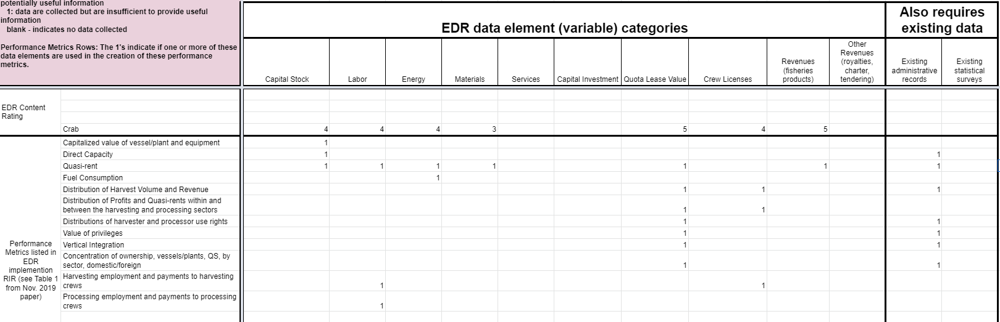 potentially useful information
1: data are collected but are insufficient to provide useful
information
blank - indicates no data collected
Performance Metrics Rows: The 1's indicate if one or more of these
data elements are used in the creation of these performance
metrics.
EDR data element (variable) categories
Also requires
existing data
Capital Stock
Labor
Energy
Materials
Services
Capital Investment
Quota Lease Value
Crew Licenses
Revenues
(fisheries
products)
Other
Revenues
(royalties,
charter,
tendering)
Existing
administrative
records
Existing
statistical
surveys
EDR Content
Rating
Crab 4 4 4 3 5 4 5
Performance
Metrics listed in
EDR
implemention
RIR (see Table 1
from Nov. 2019
paper)
Capitalized value of vessel/plant and equipment 1
Direct Capacity 1 1
Quasi-rent 1 1 1 1 1 1 1
Fuel Consumption 1
Distribution of Harvest Volume and Revenue 1 1 1
Distribution of Profits and Quasi-rents within and
between the harvesting and processing sectors 1 1
Distributions of harvester and processor use rights 1 1
Value of privileges 1 1
Vertical Integration 1 1
Concentration of ownership, vessels/plants, QS, by
sector, domestic/foreign 1 1
Harvesting employment and payments to harvesting
crews 1 1
Processing employment and payments to processing
crews 1